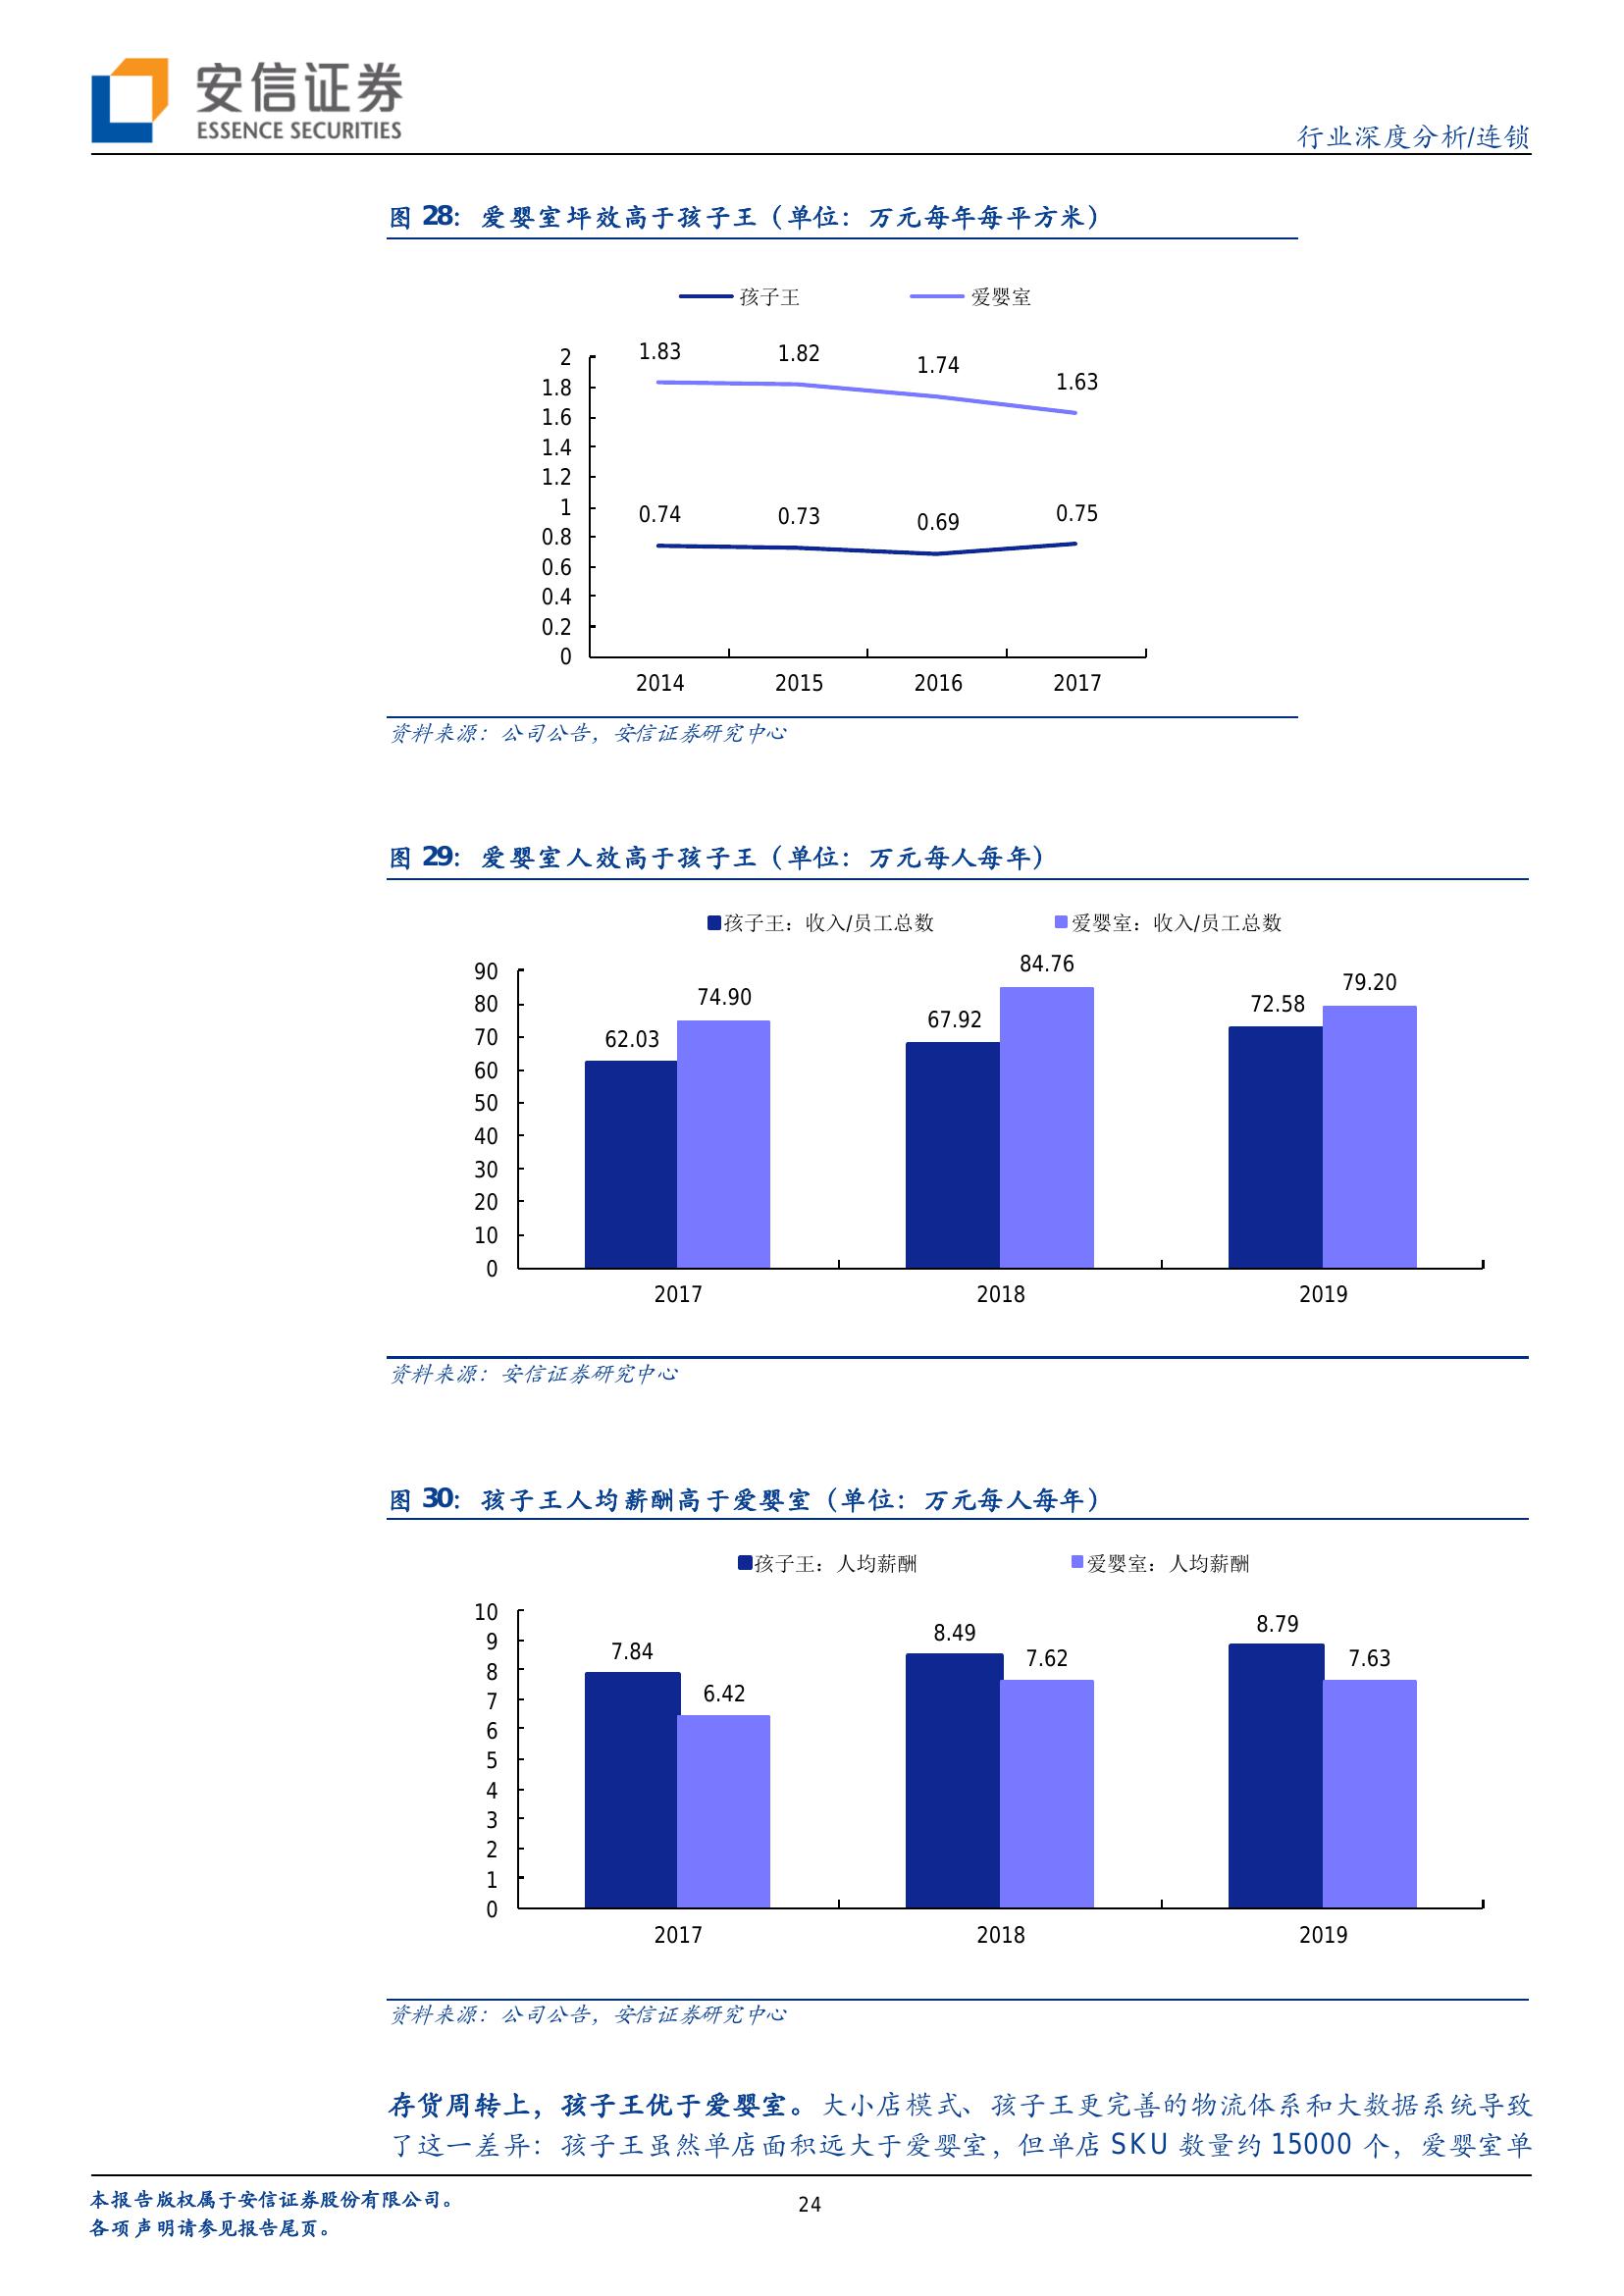 安信证券
ESSENCE SECURITIES
行业深度分析/连锁
图 28：爱婴室坪效高于孩子王（单位：万元每年每平方米）
孩子王 爱婴室
1.83 1.82 1.74 1.63
0.74 0.73 0.69 0.75
2
1.8
1.6
1.4
1.2
1
0.8
0.6
0.4
0.2
0
2014 2015 2016 2017
资料来源：公司公告，安信证券研究中心
图 29：爱婴室人效高于孩子王（单位：万元每人每年）
孩子王：收入/员工总数 爱婴室：收入/员工总数
62.03 74.90 67.92 84.76 72.58 79.20
90
80
70
60
50
40
30
20
10
0
2017 2018 2019
资料来源：安信证券研究中心
图 30：孩子王人均薪酬高于爱婴室（单位：万元每人每年）
孩子王：人均薪酬 爱婴室：人均薪酬
7.84 6.42 8.49 7.62 8.79 7.63
10
9
8
7
6
5
4
3
2
1
0
2017 2018 2019
资料来源：公司公告，安信证券研究中心
存货周转上，孩子王优于爱婴室。大小店模式、孩子王更完善的物流体系和大数据系统导致
了这一差异：孩子王虽然单店面积远大于爱婴室，但单店 SKU 数量约 15000 个，爱婴室单
本报告版权属于安信证券股份有限公司。
24
各项声明请参见报告尾页。